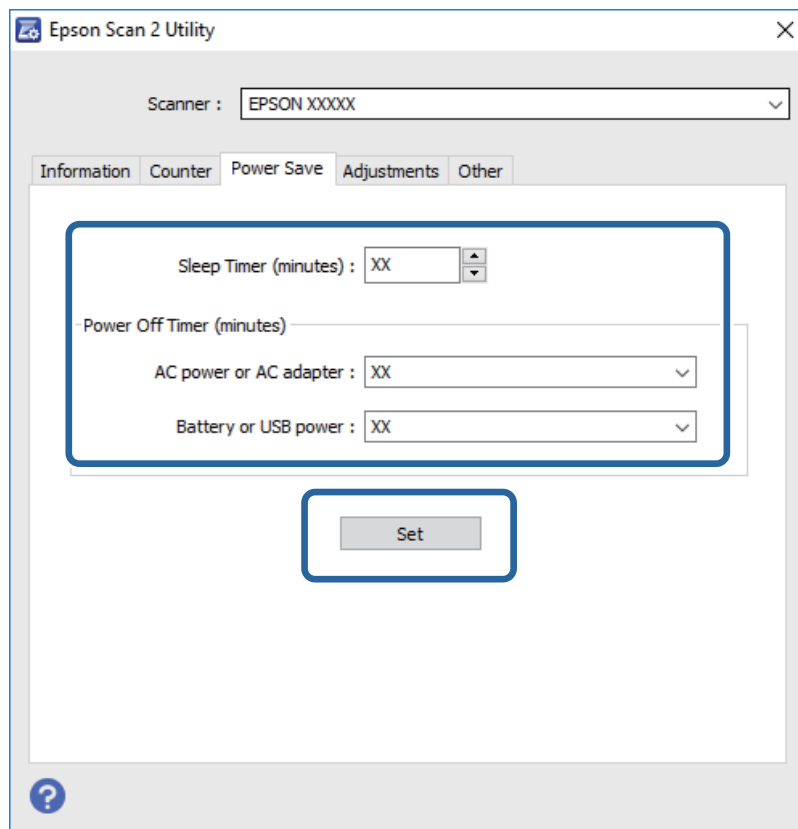 Epson Scan 2 Utility
Scanner : EPSON XXXXX
Information Counter Power Save Adjustments Other
Sleep Timer (minutes) : XX
Power Off Timer (minutes)
AC power or AC adapter : XX
Battery or USB power : XX
Set
?